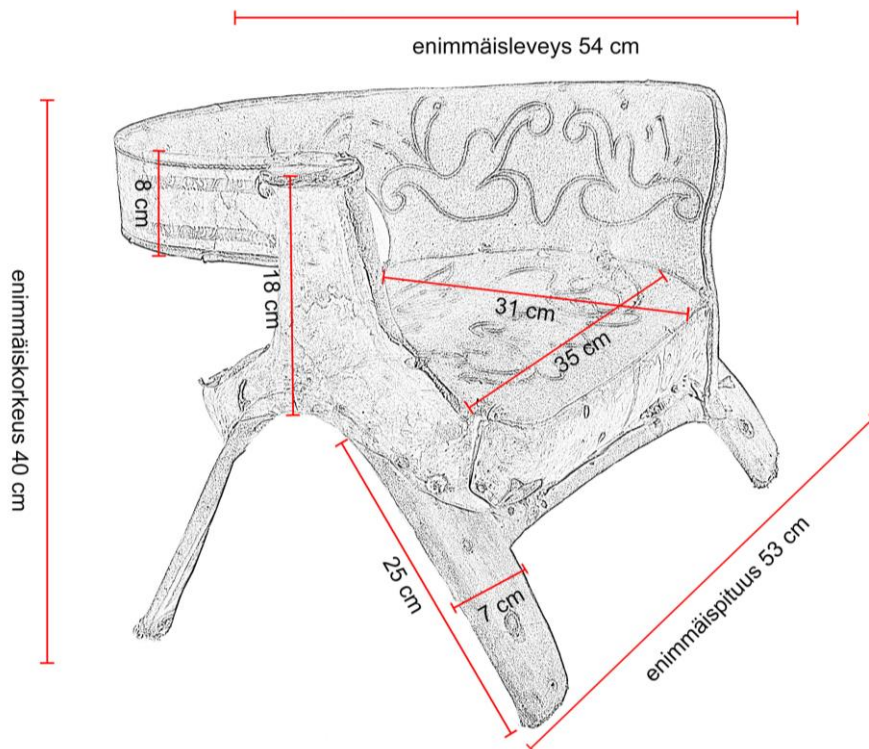 enimmäisleveys 54 cm
8 cm
18 cm
31 cm
35 cm
enimmäiskorkeus 40 cm
25 cm
7 cm
enimmäispituus 53 cm